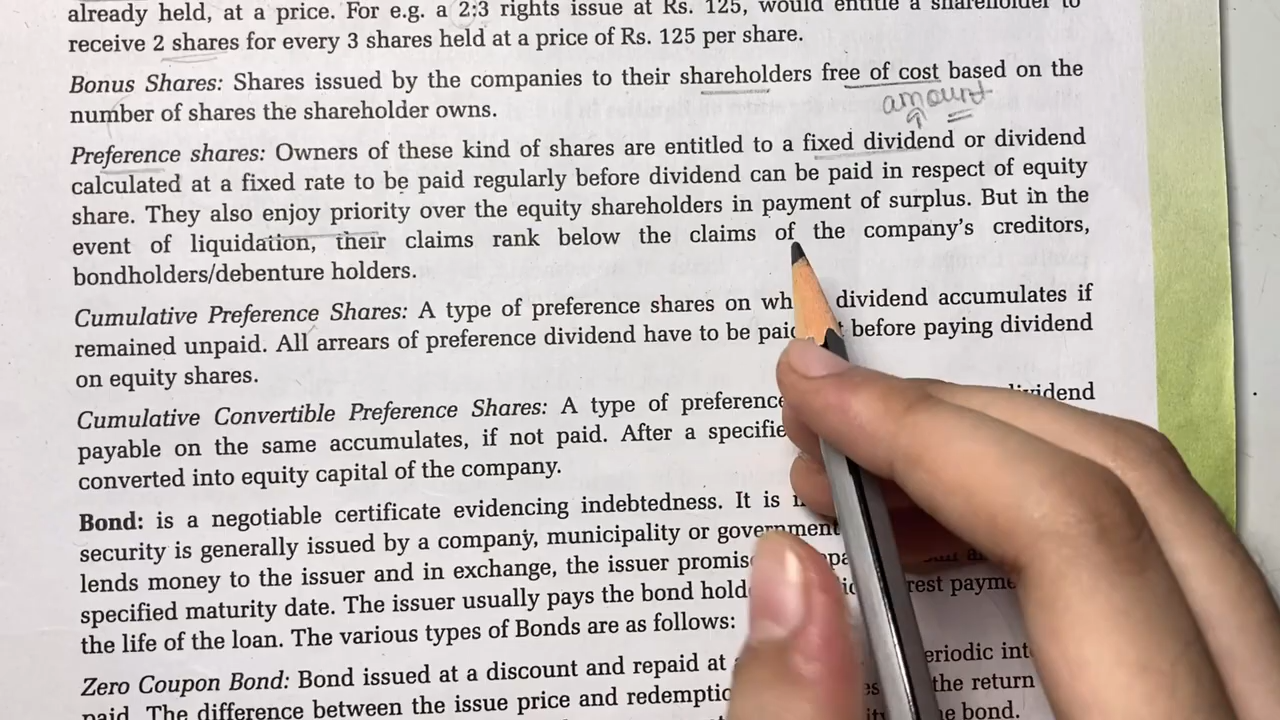 already held, at a price. For e.g. a 2:3 rights issue at Rs. 125, would entitle a shareholder to
receive 2 shares for every 3 shares held at a price of Rs. 125 per share.
Bonus Shares: Shares issued by the companies to their shareholders free of cost based on the
number of shares the shareholder owns.
amount
Preference shares: Owners of these kind of shares are entitled to a fixed dividend or dividend
calculated at a fixed rate to be paid regularly before dividend can be paid in respect of equity
share. They also enjoy priority over the equity shareholders in payment of surplus. But in the
event of liquidation, their claims rank below the claims of the company's creditors,
bondholders/debenture holders.
Cumulative Preference Shares: A type of preference shares on dividend accumulates if
remained unpaid. All arrears of preference dividend have to be before paying dividend
on equity shares.
Cumulative Convertible Preference Shares: A type of preference dividend
payable on the same accumulates, if not paid. After a
converted into equity capital of the company.
Bond: is a negotiable certificate evidencing indebtedness. It is
security is generally issued by a company, municipality or government
lends money to the issuer and in exchange, the issuer
specified maturity date. The issuer usually pays the bond
the life of the loan. The various types of Bonds are as follows:
Zero Coupon Bond: Bond issued at a discount and repaid at
paid. The difference between the issue price and the return
bond.